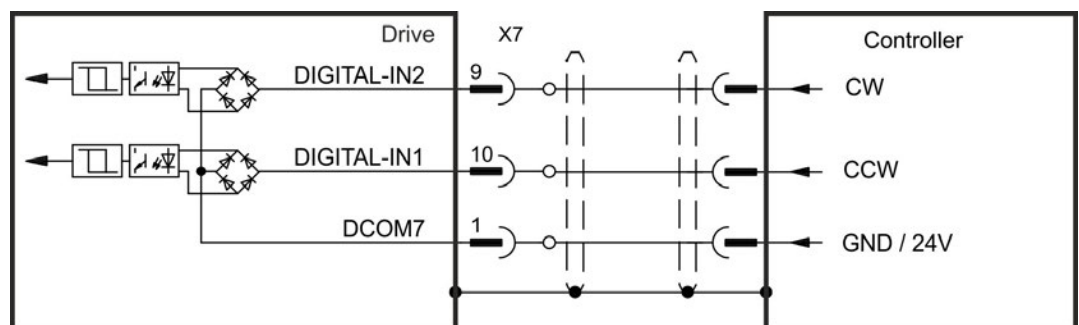 Drive X7 Controller
DIGITAL-IN2 9 CW
DIGITAL-IN1 10 CCW
DCOM7 1 GND / 24V